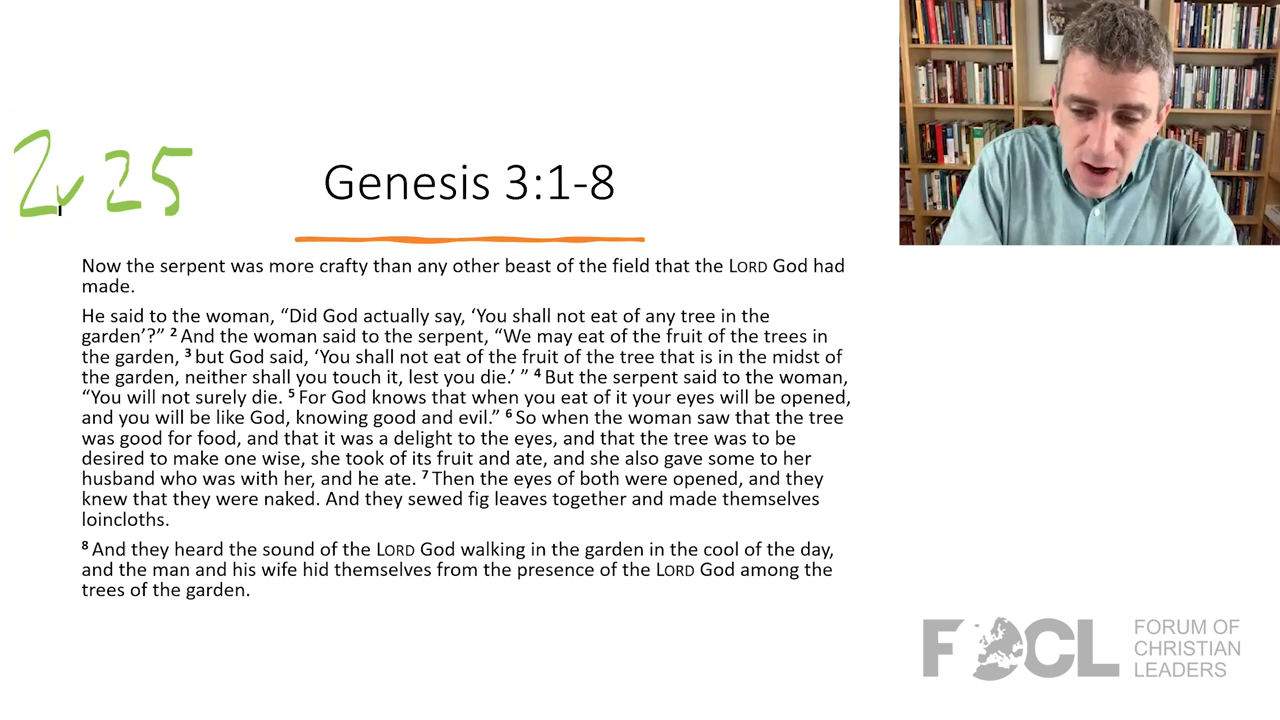 2v 25
Genesis 3:1-8
Now the serpent was more crafty than any other beast of the field that the LORD God had
made.
He said to the woman, “Did God actually say, ‘You shall not eat of any tree in the
garden’?” 2 And the woman said to the serpent, “We may eat of the fruit of the trees in
the garden, 3 but God said, ‘You shall not eat of the fruit of the tree that is in the midst of
the garden, neither shall you touch it, lest you die.’ ” 4 But the serpent said to the woman,
“You will not surely die. 5 For God knows that when you eat of it your eyes will be opened,
and you will be like God, knowing good and evil.” 6 So when the woman saw that the tree
was good for food, and that it was a delight to the eyes, and that the tree was to be
desired to make one wise, she took of its fruit and ate, and she also gave some to her
husband who was with her, and he ate. 7 Then the eyes of both were opened, and they
knew that they were naked. And they sewed fig leaves together and made themselves
loincloths.
8 And they heard the sound of the LORD God walking in the garden in the cool of the day,
and the man and his wife hid themselves from the presence of the LORD God among the
trees of the garden.
FOCL
FORUM OF
CHRISTIAN
LEADERS